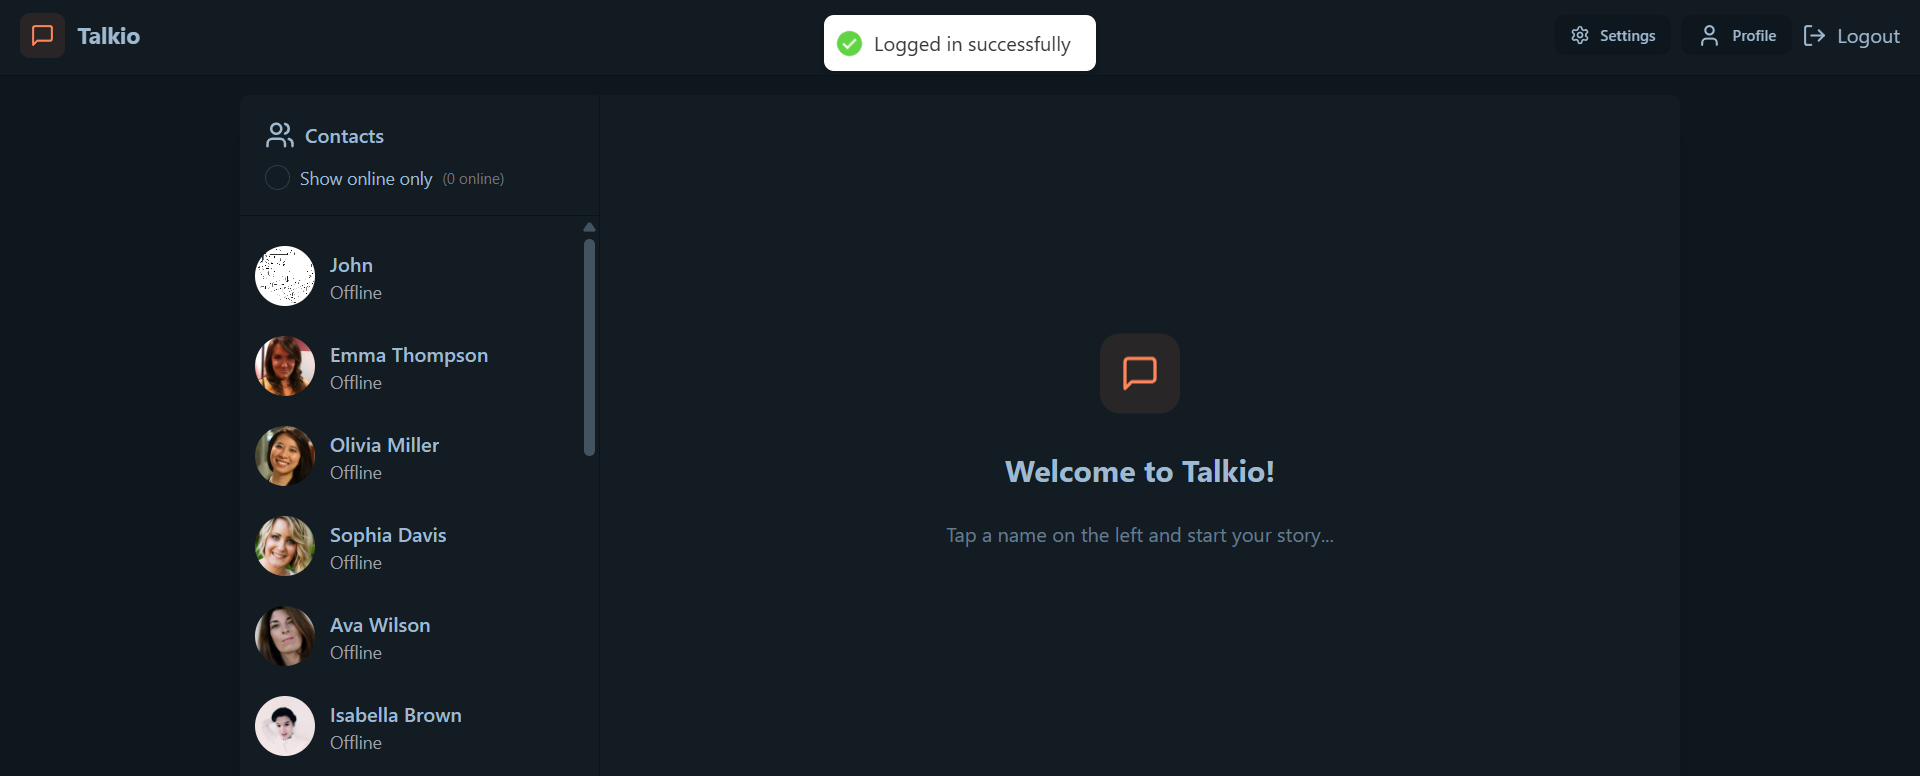 Talkio
Logged in successfully
Settings
Profile
Logout
Contacts
Show online only (0 online)
John
Offline
Emma Thompson
Offline
Olivia Miller
Offline
Sophia Davis
Offline
Ava Wilson
Offline
Isabella Brown
Offline
Welcome to Talkio!
Tap a name on the left and start your story...